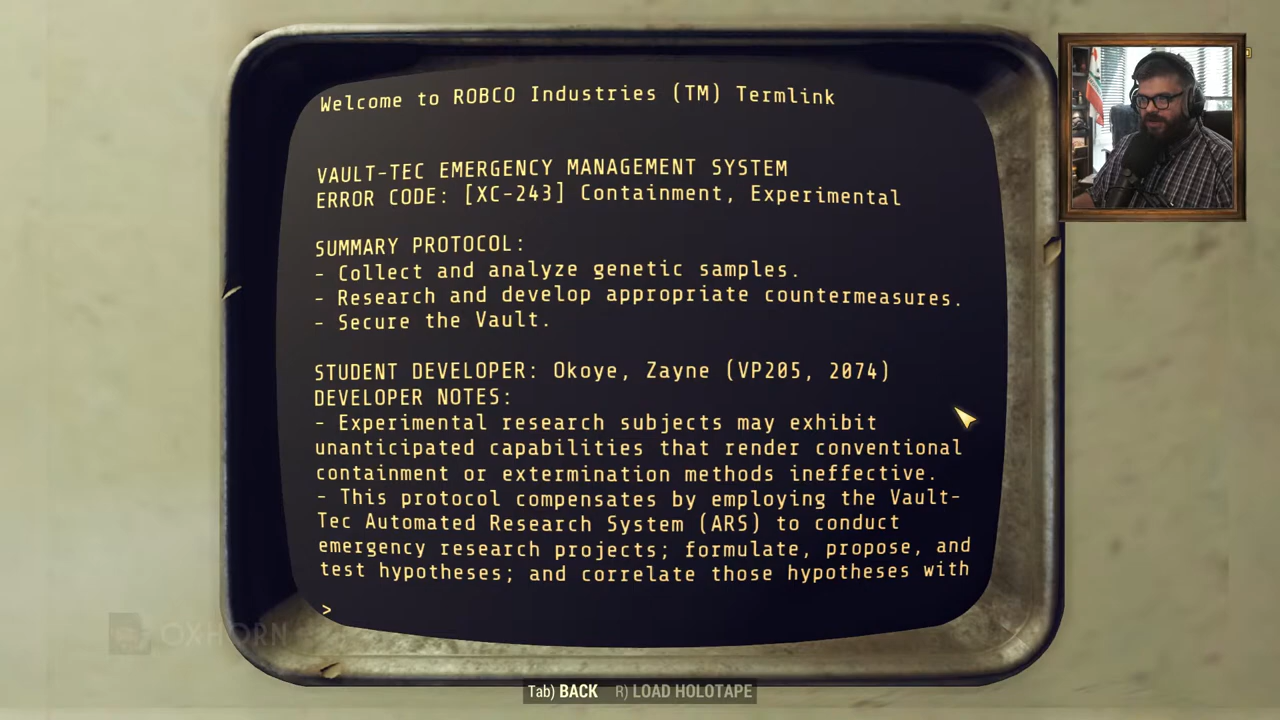 Welcome to ROBCO Industries (TM) Termlink
VAULT-TEC EMERGENCY MANAGEMENT SYSTEM
ERROR CODE: [XC-243] Containment, Experimental
SUMMARY PROTOCOL:
- Collect and analyze genetic samples.
- Research and develop appropriate countermeasures.
- Secure the Vault.
STUDENT DEVELOPER: Okoye, Zayne (VP205, 2074)
DEVELOPER NOTES:
- Experimental research subjects may exhibit
unanticipated capabilities that render conventional
containment or extermination methods ineffective.
- This protocol compensates by employing the Vault-
Tec Automated Research System (ARS) to conduct
emergency research projects; formulate, propose, and
test hypotheses; and correlate those hypotheses with
>
OXHORN
Tab) BACK R) LOAD HOLOTAPE